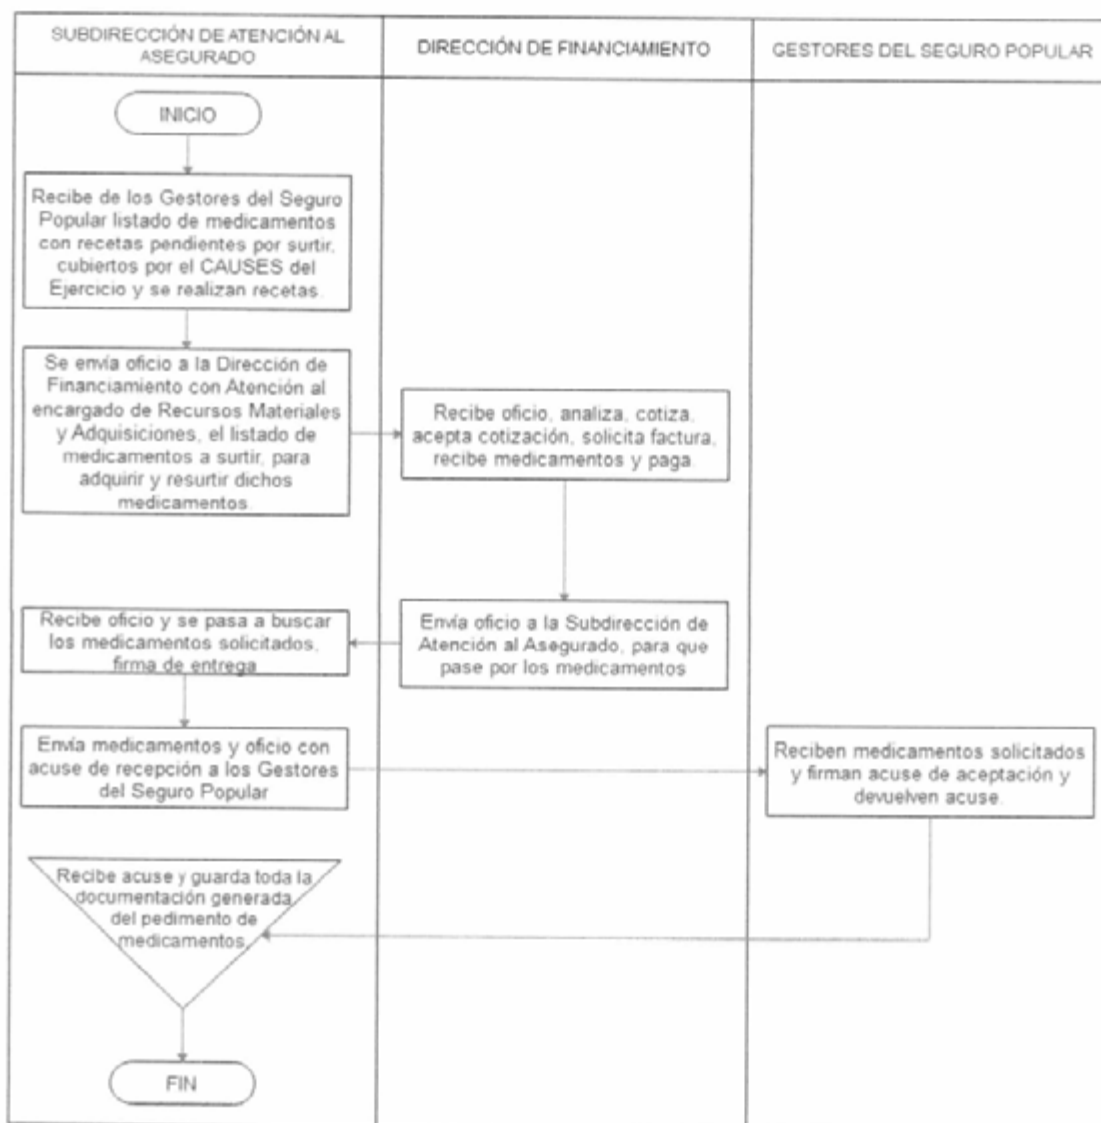 SUBDIRECCIÓN DE ATENCIÓN AL
ASEGURADO
DIRECCIÓN DE FINANCIAMIENTO
GESTORES DEL SEGURO POPULAR
INICIO
Recibe de los Gestores del Seguro
Popular listado de medicamentos
con recetas pendientes por surtir,
cubiertos por el CAUSES del
Ejercicio y se realizan recetas.
Se envía oficio a la Dirección de
Financiamiento con Atención al
encargado de Recursos Materiales
y Adquisiciones, el listado de
medicamentos a surtir, para
adquirir y resurtir dichos
medicamentos.
Recibe oficio, analiza, cotiza,
acepta cotización, solicita factura,
recibe medicamentos y paga.
Envía oficio a la Subdirección de
Atención al Asegurado, para que
pase por los medicamentos
Recibe oficio y se pasa a buscar
los medicamentos solicitados,
firma de entrega
Envía medicamentos y oficio con
acuse de recepción a los Gestores
del Seguro Popular
Reciben medicamentos solicitados
y firman acuse de aceptación y
devuelven acuse.
Recibe acuse y guarda toda la
documentación generada
del pedimento de
medicamentos.
FIN